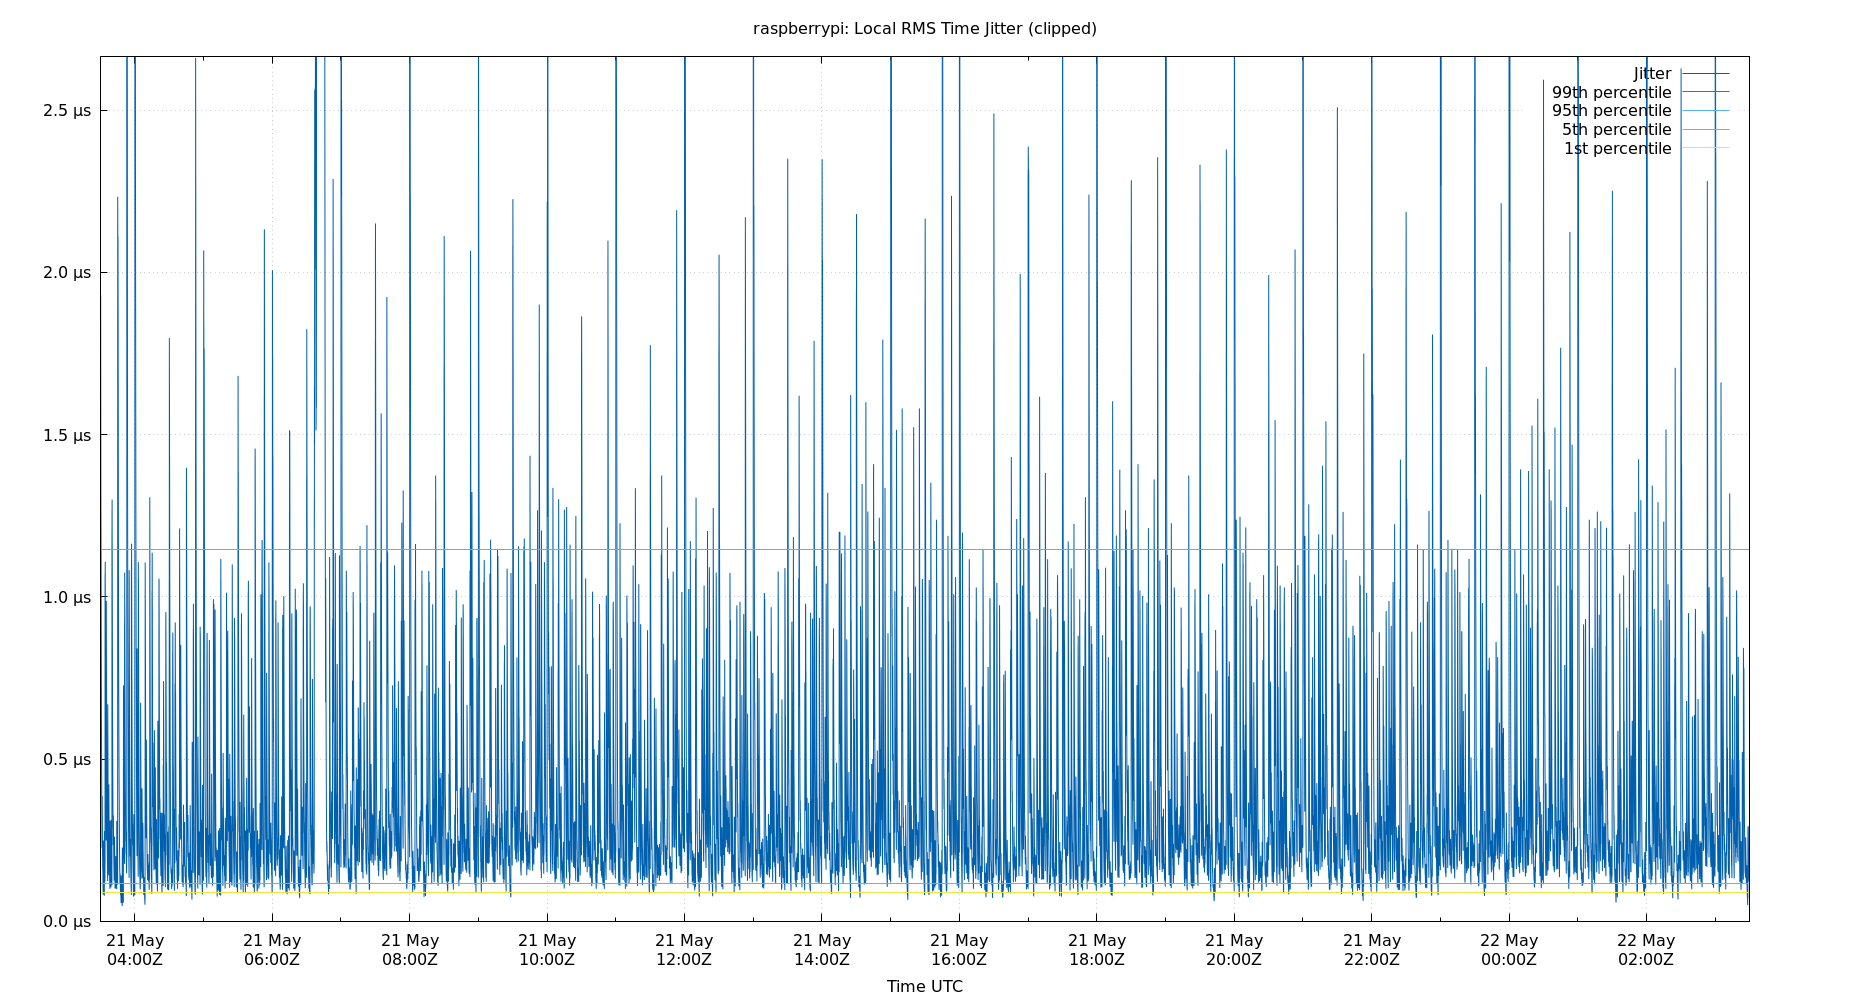 raspberrypi: Local RMS Time Jitter (clipped)
Jitter
99th percentile
95th percentile
5th percentile
1st percentile
2.5 µs
2.0 µs
1.5 µs
1.0 µs
0.5 µs
0.0 µs
21 May 21 May 21 May 21 May 21 May 21 May 21 May 21 May 21 May 21 May 22 May 22 May
04:00Z 06:00Z 08:00Z 10:00Z 12:00Z 14:00Z 16:00Z 18:00Z 20:00Z 22:00Z 00:00Z 02:00Z
Time UTC